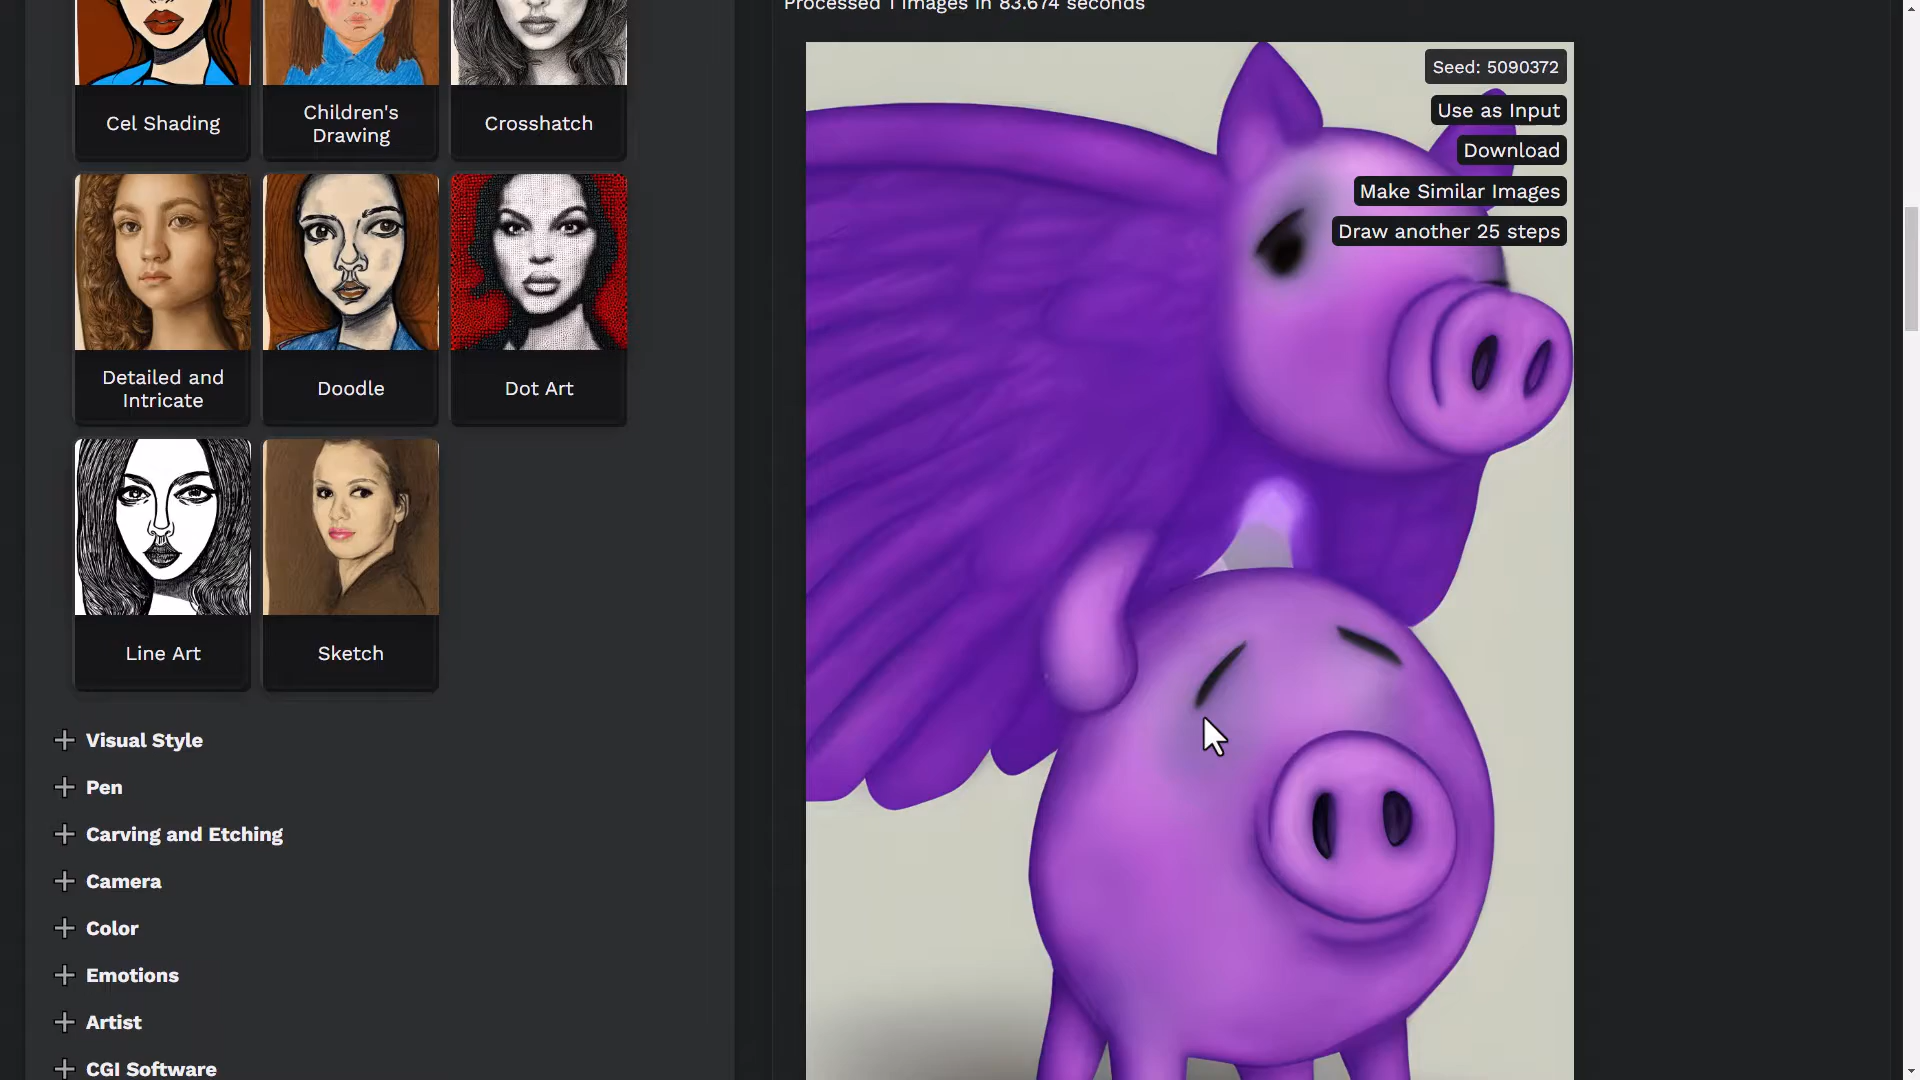 Processed 1 images in 83.674 seconds
Cel Shading
Children's
Drawing
Crosshatch
Detailed and
Intricate
Doodle
Dot Art
Line Art
Sketch
Visual Style
Pen
Carving and Etching
Camera
Color
Emotions
Artist
CGI Software
Seed: 5090372
Use as Input
Download
Make Similar Images
Draw another 25 steps